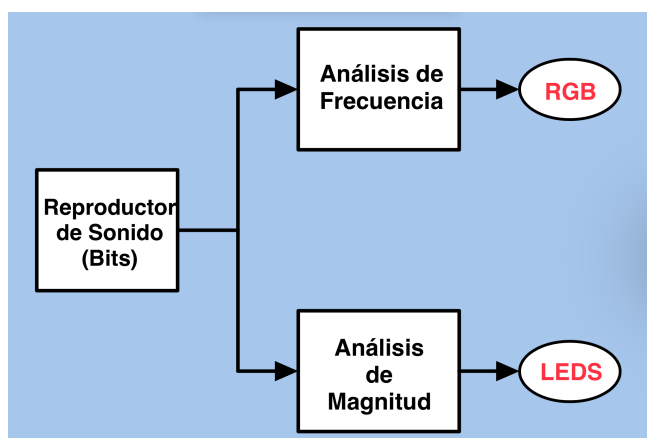 Análisis de
Frecuencia
RGB
Reproductor
de Sonido
(Bits)
Análisis
de
Magnitud
LEDS